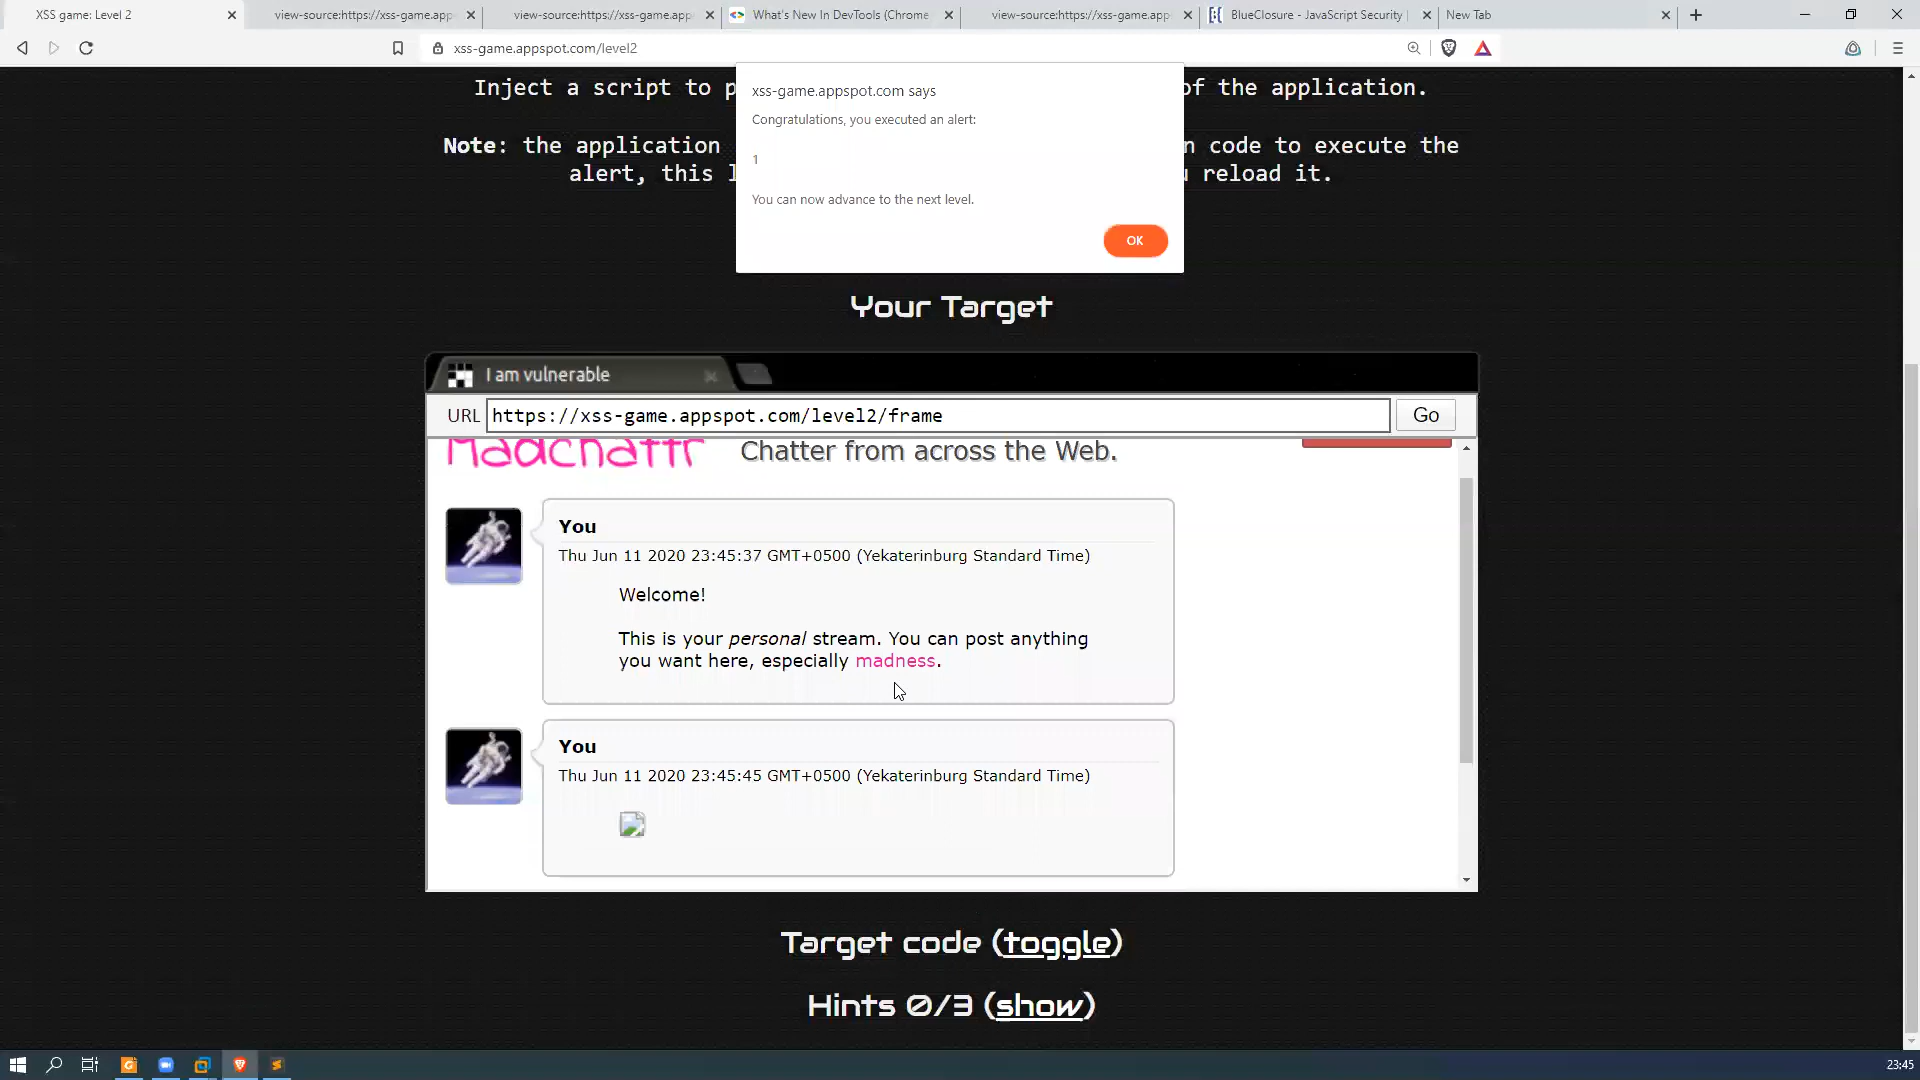 XSS game: Level 2
view-source:https://xss-game.app
view-source:https://xss-game.app
What's New In DevTools (Chrome
view-source:https://xss-game.app
BlueClosure - JavaScript Security
New Tab
xss-game.appspot.com/level2
xss-game.appspot.com says
Congratulations, you executed an alert:
1
You can now advance to the next level.
OK
Inject a script to p of the application.
Note: the application n code to execute the
alert, this l u reload it.
Your Target
I am vulnerable
URL https://xss-game.appspot.com/level2/frame Go
Madchattr Chatter from across the Web.
You
Thu Jun 11 2020 23:45:37 GMT+0500 (Yekaterinburg Standard Time)
Welcome!
This is your personal stream. You can post anything
you want here, especially madness.
You
Thu Jun 11 2020 23:45:45 GMT+0500 (Yekaterinburg Standard Time)
Target code (toggle)
Hints 0/3 (show)
23:45